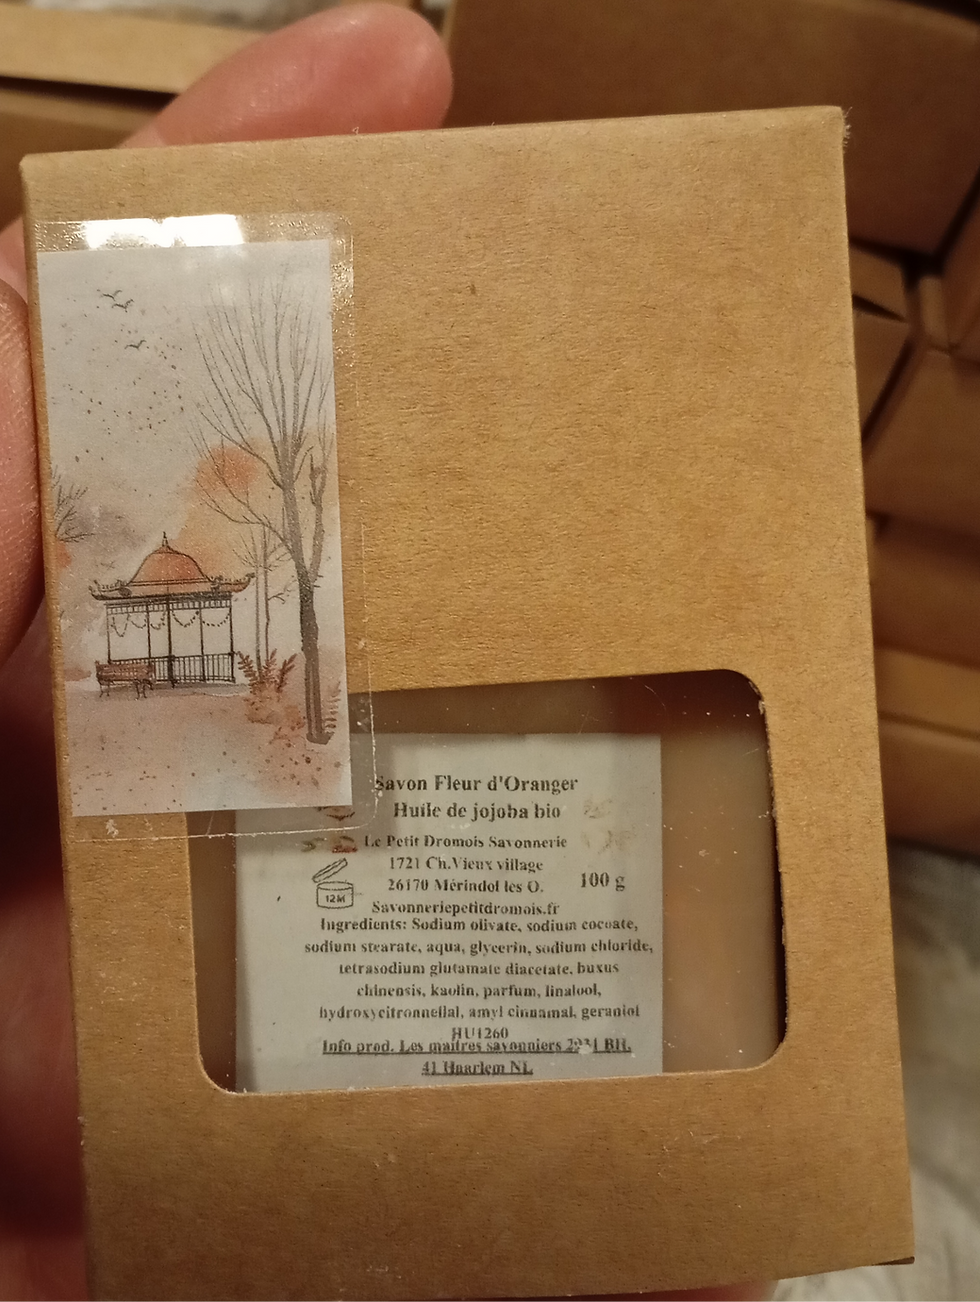 Savon Fleur d'Oranger
Huile de jojoba bio
Le Petit Dromois Savonnerie
1721 Ch.Vieux village
26170 Mérindol les O.
100 g
12M
Savonneriepetitdromois.fr
Ingredients: Sodium olivate, sodium cocoate,
sodium stearate, aqua, glycerin, sodium chloride,
tetrasodium glutamate diacetate, buxus
chinensis, kaolin, parfum, linalool,
hydroxycitronnellal, amyl cinnamal, geraniol
HU1260
Info prod. Les maitres savonniers BH,
41 Haarlem NL